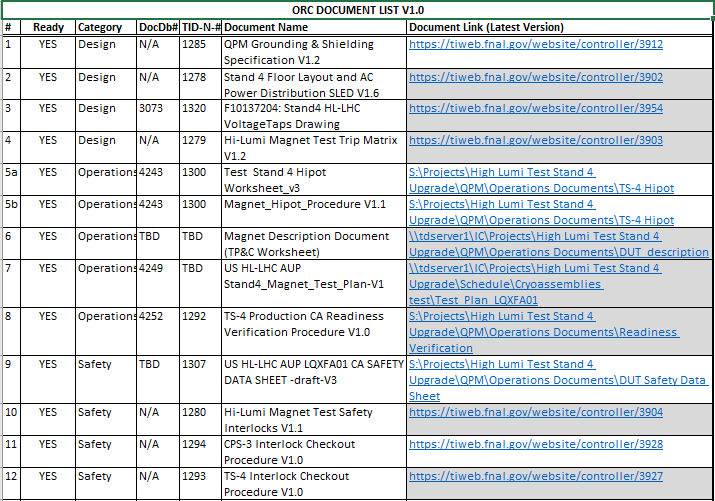 ORC DOCUMENT LIST V1.0
# Ready Category DocDb# TID-N-# Document Name Document Link (Latest Version)
1 YES Design N/A 1285 QPM Grounding & Shielding https://tiweb.fnal.gov/website/controller/3912
Specification V1.2
2 YES Design N/A 1278 Stand 4 Floor Layout and AC https://tiweb.fnal.gov/website/controller/3902
Power Distribution SLED V1.6
3 YES Design 3073 1320 F10137204: Stand4 HL-LHC https://tiweb.fnal.gov/website/controller/3954
VoltageTaps Drawing
4 YES Design N/A 1279 Hi-Lumi Magnet Test Trip Matrix https://tiweb.fnal.gov/website/controller/3903
V1.2
5a YES Operations 4243 1300 Test Stand 4 Hipot S:\Projects\High Lumi Test Stand 4
Worksheet_v3 Upgrade\QPM\Operations Documents\TS-4 Hipot
5b YES Operations 4243 1300 Magnet_Hipot_Procedure V1.1 S:\Projects\High Lumi Test Stand 4
Upgrade\QPM\Operations Documents\TS-4 Hipot
6 YES Operations TBD TBD Magnet Description Document \\tdserver1\IC\Projects\High Lumi Test Stand 4
(TP&C Worksheet) Upgrade\QPM\Operations Documents\DUT_description
7 YES Operations 4249 TBD US HL-LHC AUP \\tdserver1\IC\Projects\High Lumi Test Stand 4
Stand4_Magnet_Test_Plan-V1 Upgrade\Schedule\Cryoassemblies
test\Test_Plan_LQXFA01
8 YES Operations 4252 1292 TS-4 Production CA Readiness S:\Projects\High Lumi Test Stand 4
Verification Procedure V1.0 Upgrade\QPM\Operations Documents\Readiness
Verification
9 YES Safety TBD 1307 US HL-LHC AUP LQXFA01 CA SAFETY S:\Projects\High Lumi Test Stand 4
DATA SHEET -draft-V3 Upgrade\QPM\Operations Documents\DUT Safety Data
Sheet
10 YES Safety N/A 1280 Hi-Lumi Magnet Test Safety https://tiweb.fnal.gov/website/controller/3904
Interlocks V1.1
11 YES Safety N/A 1294 CPS-3 Interlock Checkout https://tiweb.fnal.gov/website/controller/3928
Procedure V1.0
12 YES Safety N/A 1293 TS-4 Interlock Checkout https://tiweb.fnal.gov/website/controller/3927
Procedure V1.0